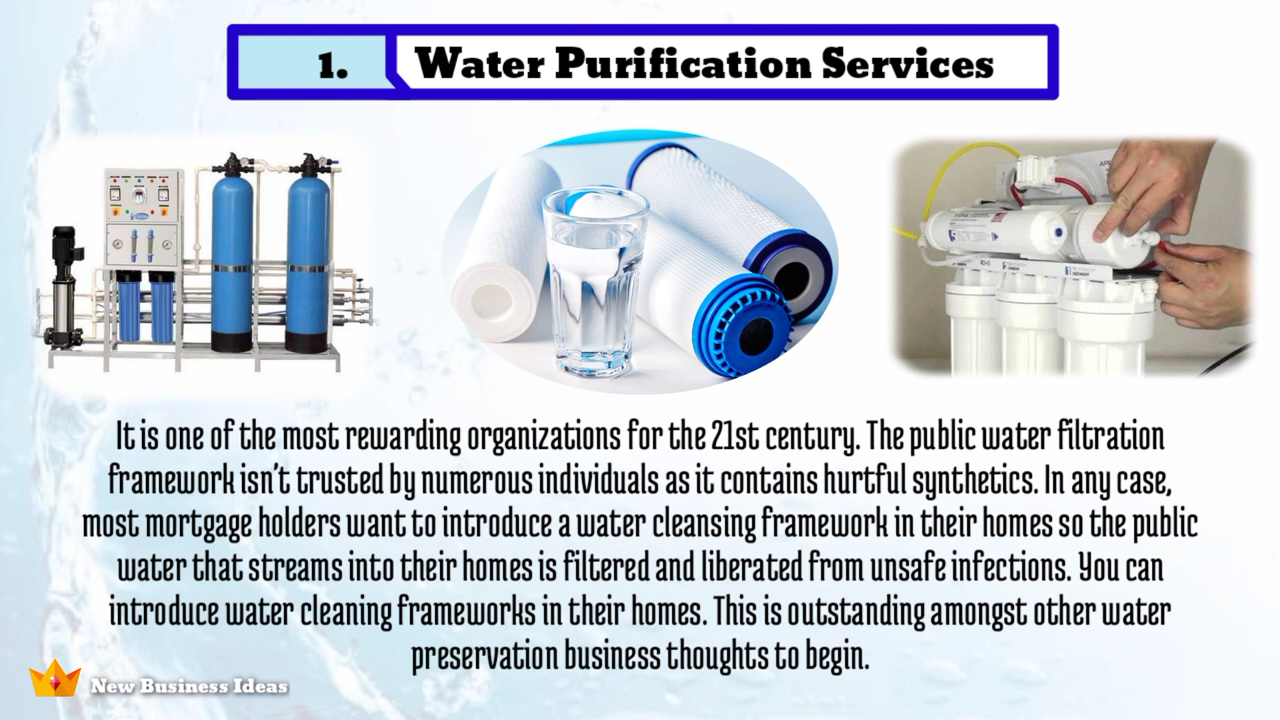 1. Water Purification Services
It is one of the most rewarding organizations for the 21st century. The public water filtration
framework isn't trusted by numerous individuals as it contains hurtful synthetics. In any case,
most mortgage holders want to introduce a water cleansing framework in their homes so the public
water that streams into their homes is filtered and liberated from unsafe infections. You can
introduce water cleaning frameworks in their homes. This is outstanding amongst other water
preservation business thoughts to begin.
New Business Ideas